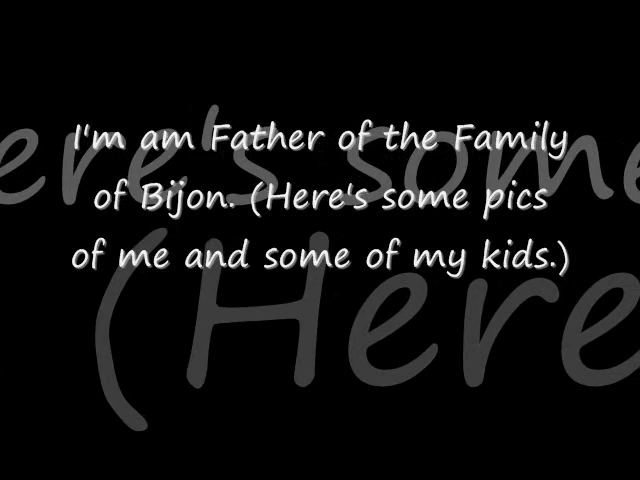 I'm am Father of the Family
of Bijon. (Here's some pics
of me and some of my kids.)
ere's some
(Here